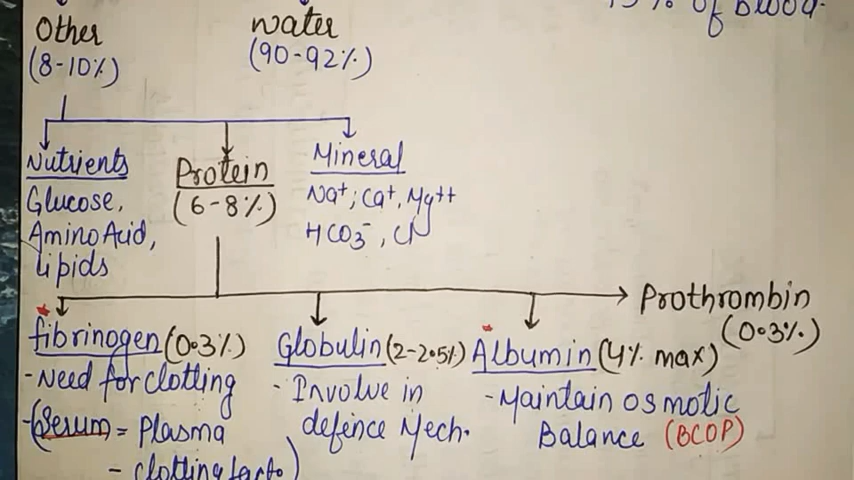 of Blood.
Other
(8-10%)
water
(90-92%)
Nutrients
Glucose,
Amino Acid,
Lipids
Protein
(6-8%)
Mineral
Na+, Ca+, Mg++
HCO3-, Cl-
Prothrombin
(0.3%)
fibrinogen (0.3%)
- Need for clotting
- (Serum = Plasma
- clotting facto)
Globulin (2-2.5%)
- Involve in
defence Mech.
Albumin (4% max)
- Maintain osmotic
Balance (BCOP)